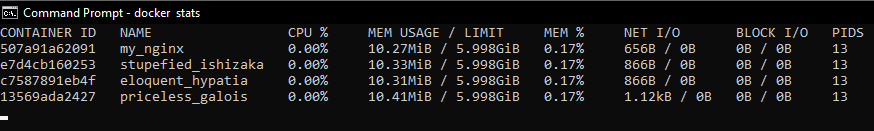 Command Prompt - docker stats
CONTAINER ID   NAME                CPU %     MEM USAGE / LIMIT     MEM %     NET I/O       BLOCK I/O   PIDS
507a91a62091   my_nginx            0.00%     10.27MiB / 5.998GiB   0.17%     656B / 0B     0B / 0B     13
e7d4cb160253   stupefied_ishizaka   0.00%     10.33MiB / 5.998GiB   0.17%     866B / 0B     0B / 0B     13
c7587891eb4f   eloquent_hypatia    0.00%     10.31MiB / 5.998GiB   0.17%     866B / 0B     0B / 0B     13
13569ada2427   priceless_galois    0.00%     10.41MiB / 5.998GiB   0.17%     1.12kB / 0B   0B / 0B     13